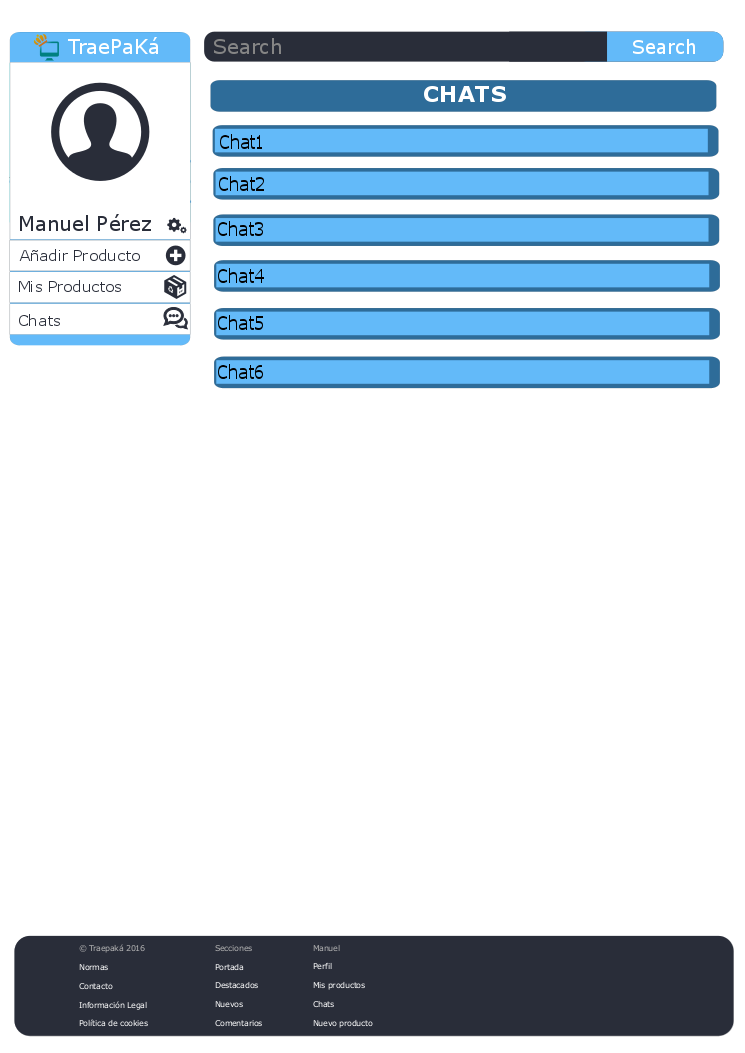 TraePaKá
Search
Search
CHATS
Chat1
Chat2
Chat3
Chat4
Chat5
Chat6
Manuel Pérez
Añadir Producto
Mis Productos
Chats
© Traepaká 2016
Normas
Contacto
Información Legal
Política de cookies
Secciones
Portada
Destacados
Nuevos
Comentarios
Manuel
Perfil
Mis productos
Chats
Nuevo producto